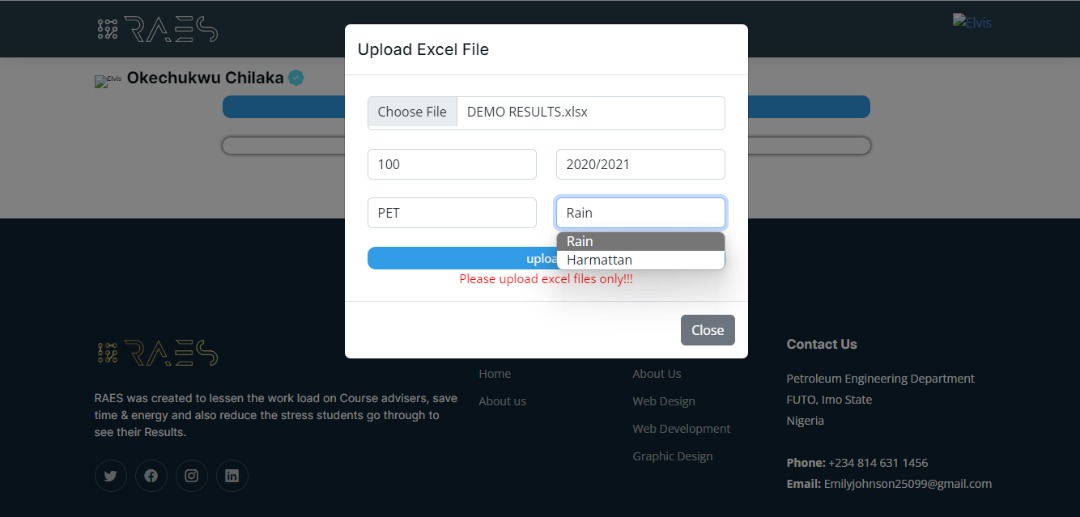 RAES
Elvis
Upload Excel File
Elvis Okechukwu Chilaka
Choose File DEMO RESULTS.xlsx
100 2020/2021
PET Rain
Rain
Harmattan
uploa
Please upload excel files only!!!
Close
RAES
RAES was created to lessen the work load on Course advisers, save
time & energy and also reduce the stress students go through to
see their Results.
Home
About us
About Us
Web Design
Web Development
Graphic Design
Contact Us
Petroleum Engineering Department
FUTO, Imo State
Nigeria
Phone: +234 814 631 1456
Email: Emilyjohnson25099@gmail.com